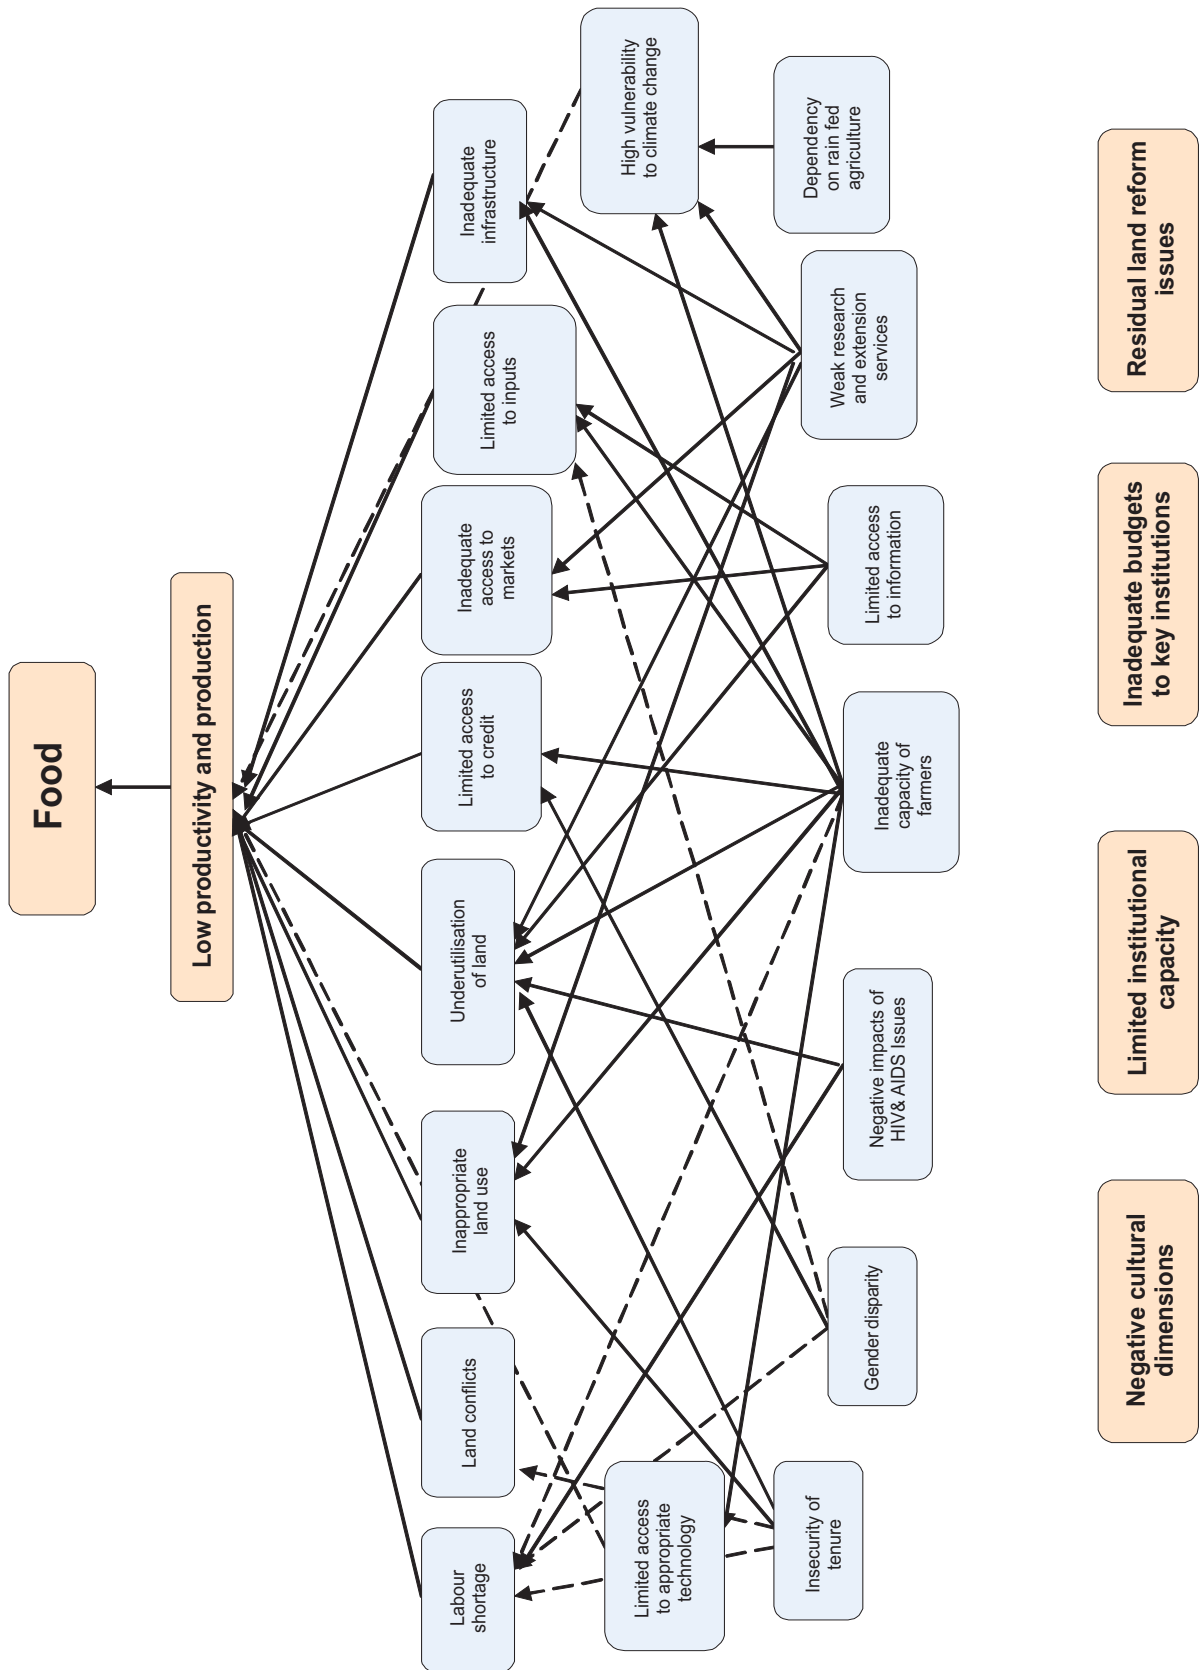 Food
Low productivity and production
Labour
shortage
Land conflicts
Inappropriate
land use
Underutilisation
of land
Limited access
to credit
Inadequate
access to
markets
Limited access
to inputs
Inadequate
infrastructure
Limited access
to appropriate
technology
High vulnerability
to climate change
Insecurity of
tenure
Gender disparity
Negative impacts of
HIV& AIDS Issues
Inadequate
capacity of
farmers
Limited access
to information
Weak research
and extension
services
Dependency
on rain fed
agriculture
Negative cultural
dimensions
Limited institutional
capacity
Inadequate budgets
to key institutions
Residual land reform
issues